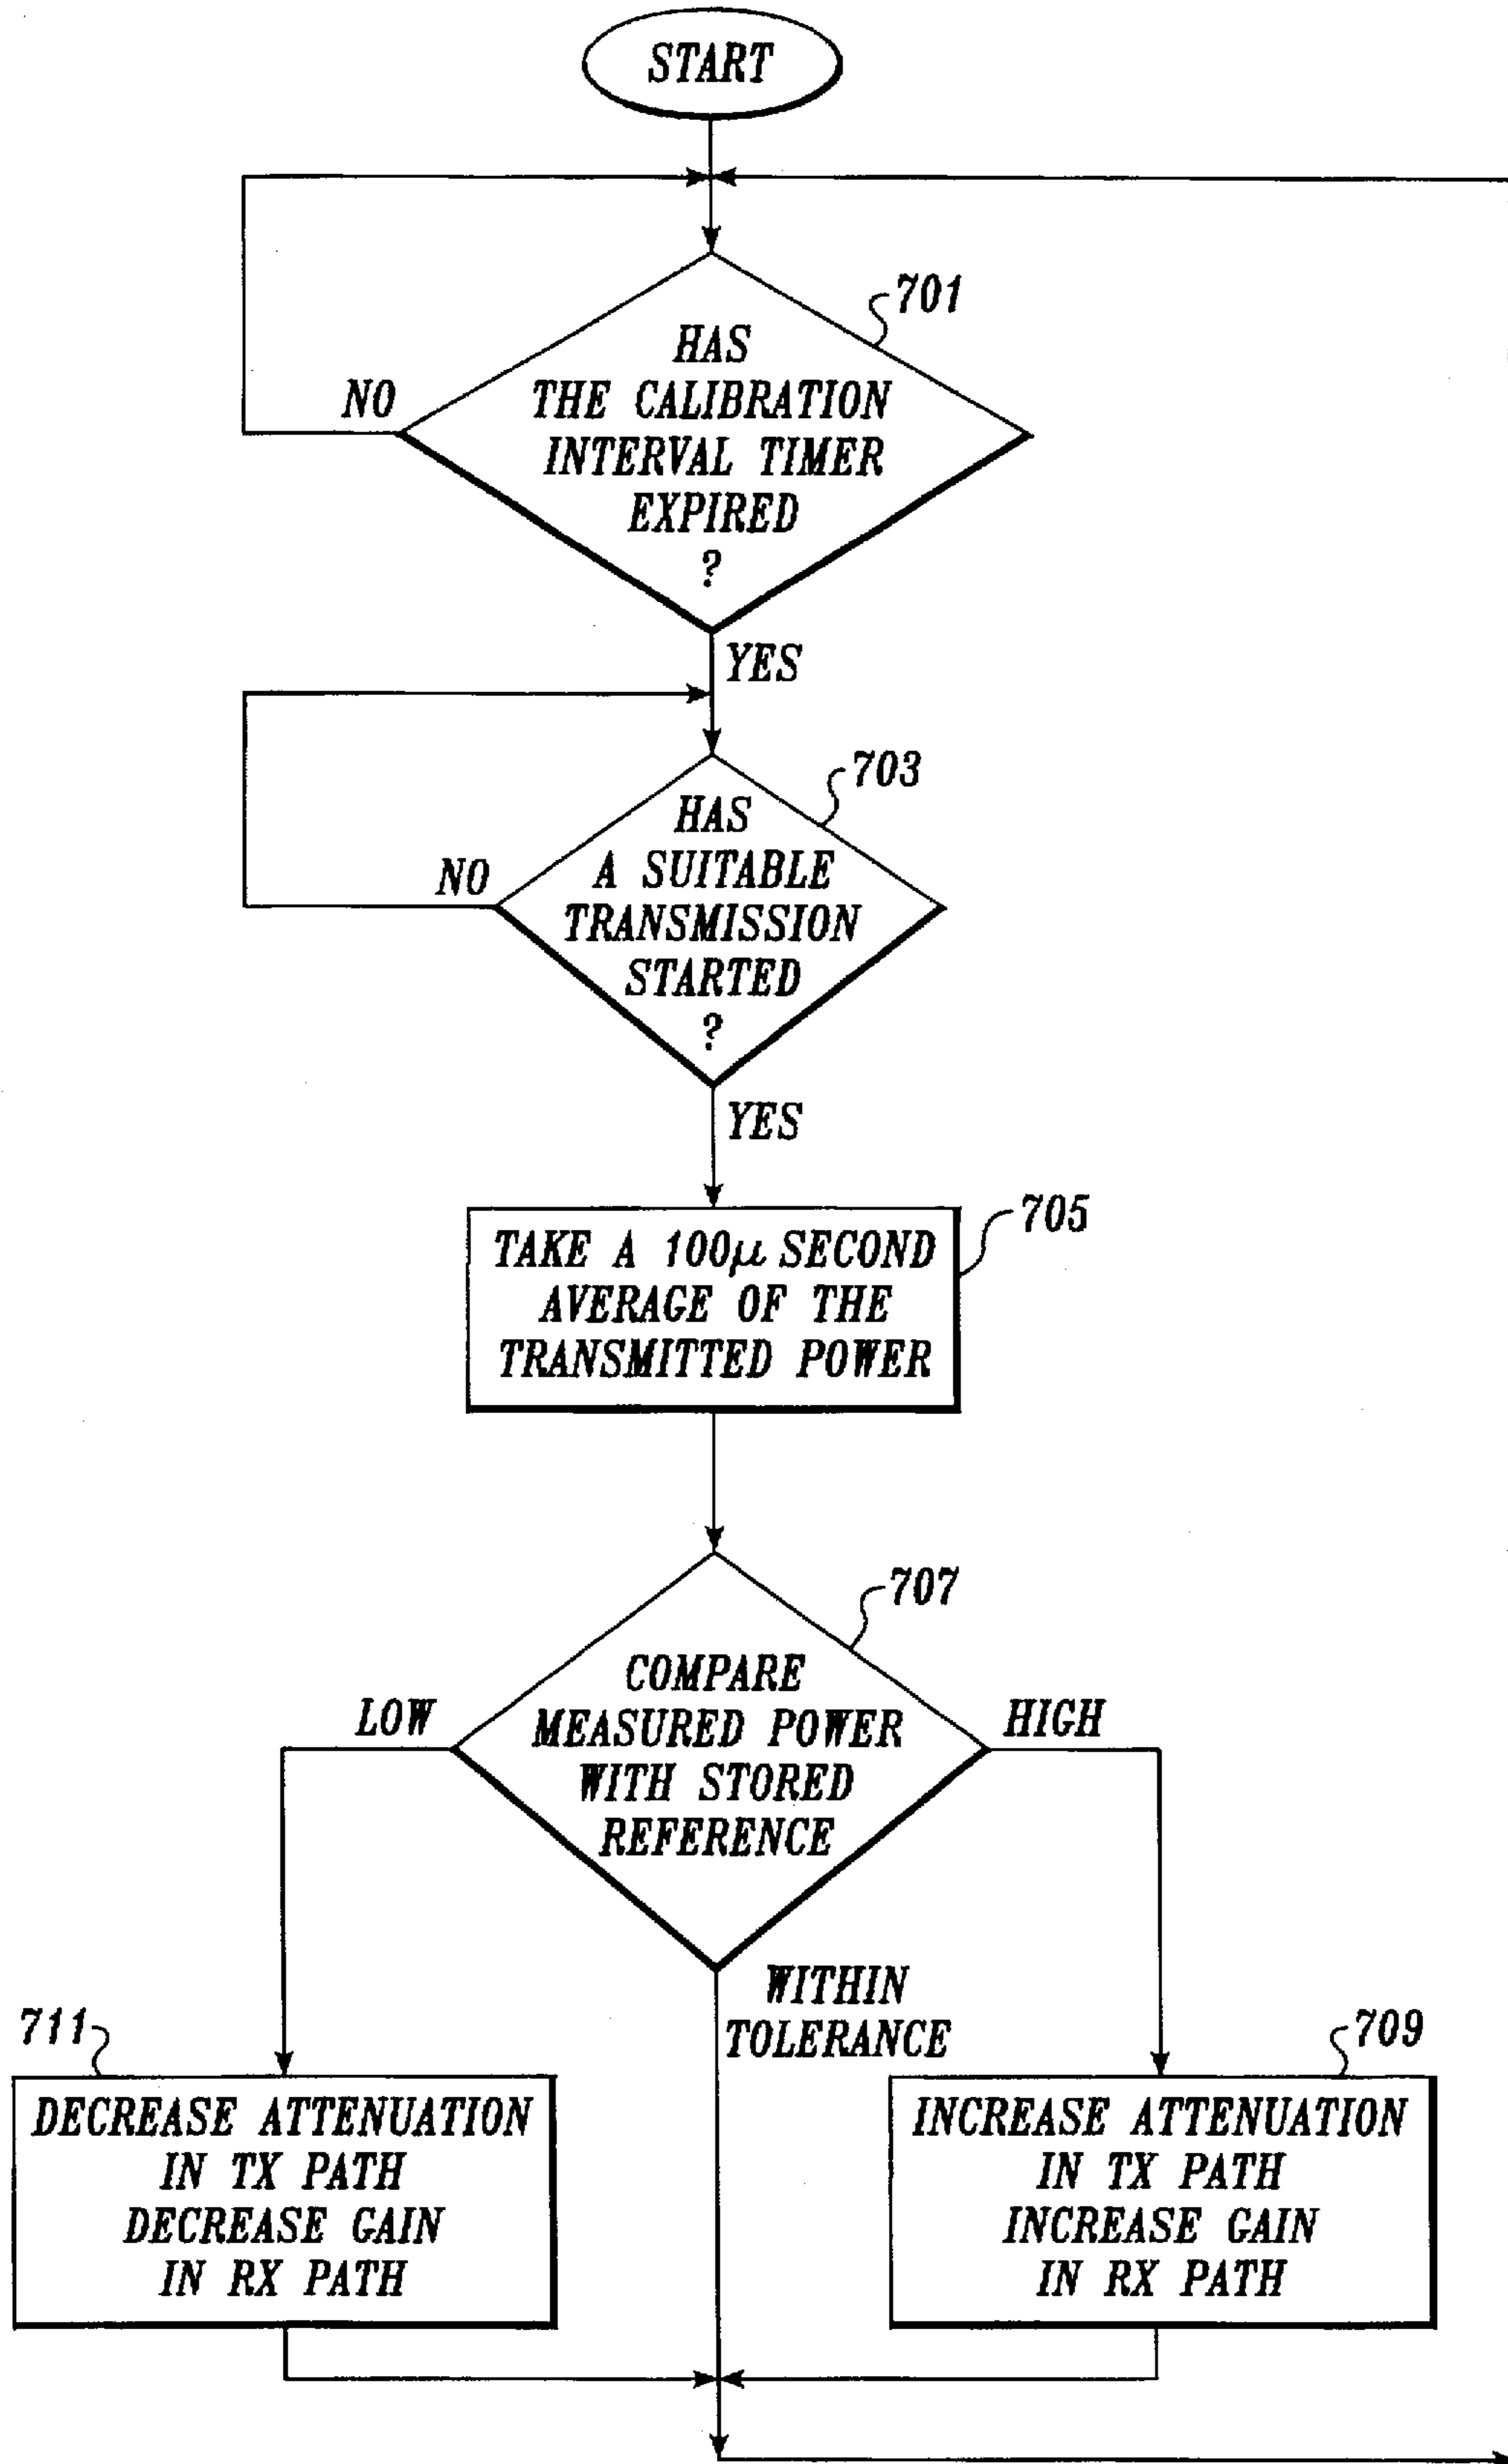 START
701
HAS
THE CALIBRATION
INTERVAL TIMER
EXPIRED
?
NO
YES
703
HAS
A SUITABLE
TRANSMISSION
STARTED
?
NO
YES
705
TAKE A 100μ SECOND
AVERAGE OF THE
TRANSMITTED POWER
707
COMPARE
MEASURED POWER
WITH STORED
REFERENCE
LOW
HIGH
WITHIN
TOLERANCE
711
DECREASE ATTENUATION
IN TX PATH
DECREASE GAIN
IN RX PATH
709
INCREASE ATTENUATION
IN TX PATH
INCREASE GAIN
IN RX PATH